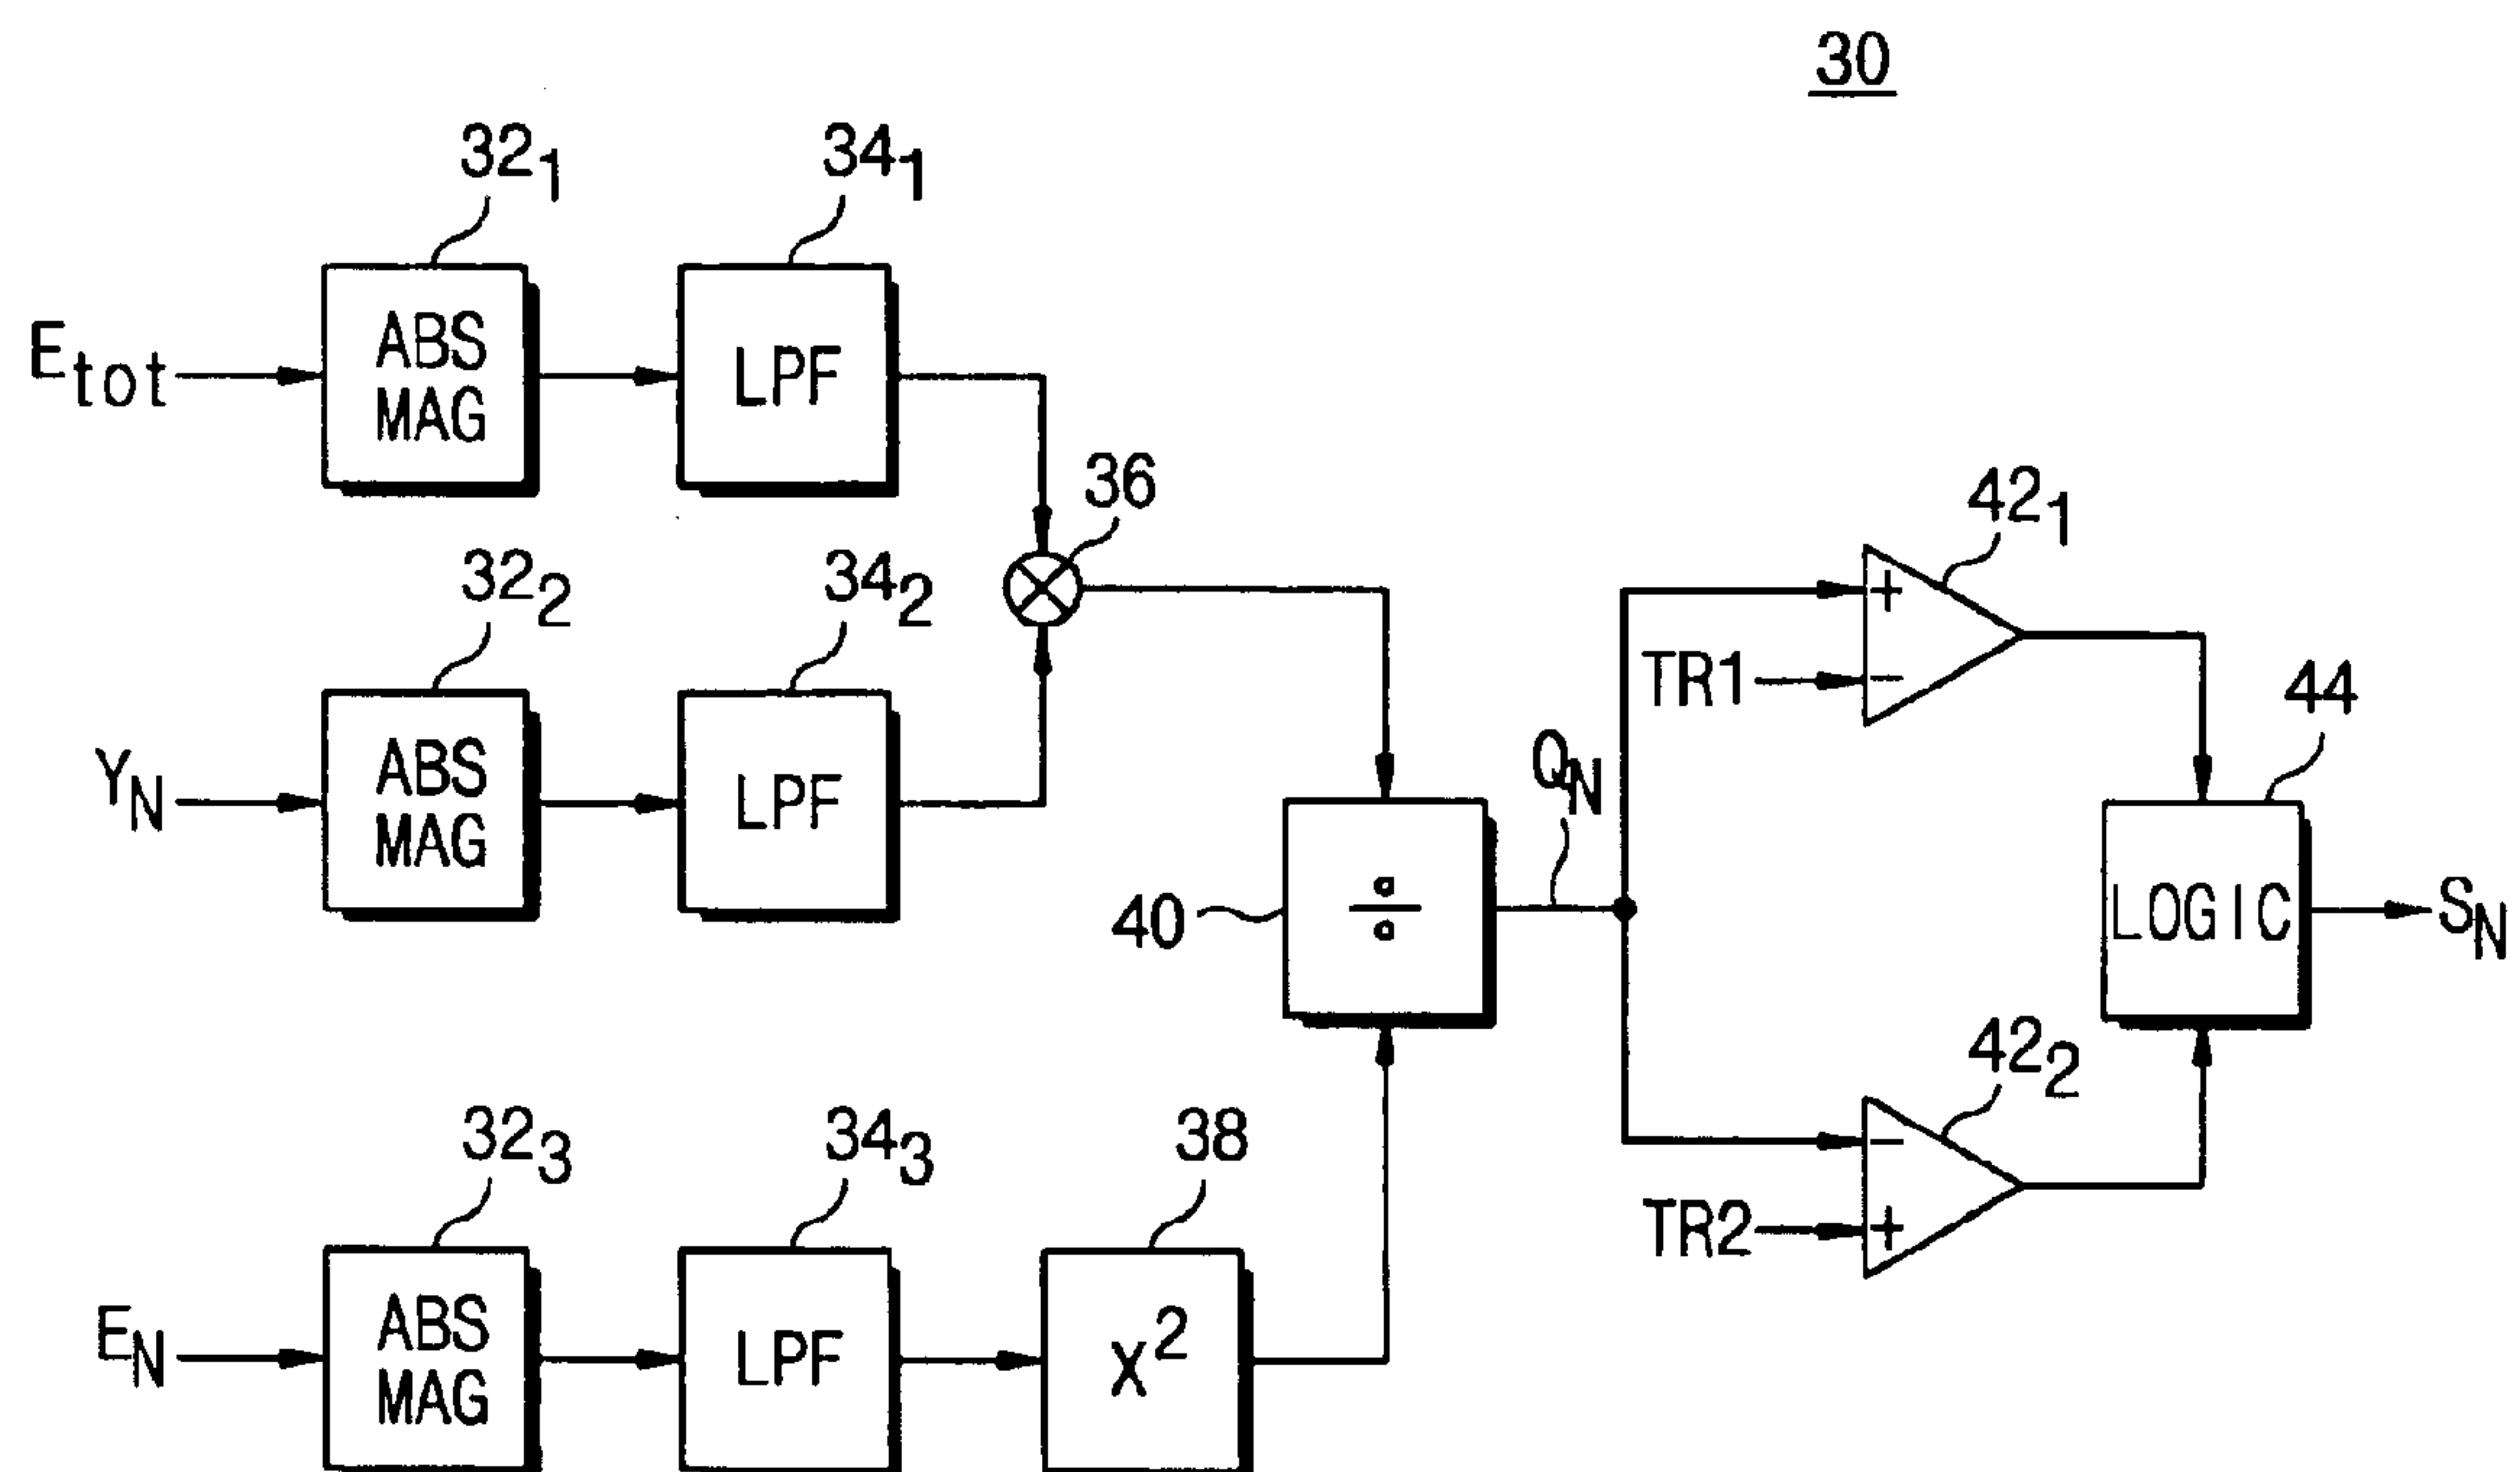 30
32₁
34₁
E_tot
ABS
MAG
LPF
36
42₁
+
−
TR1
32₂
34₂
Y_N
ABS
MAG
LPF
Q_N
44
40
÷
LOGIC
S_N
42₂
−
+
TR2
32₃
34₃
38
E_N
ABS
MAG
LPF
X²